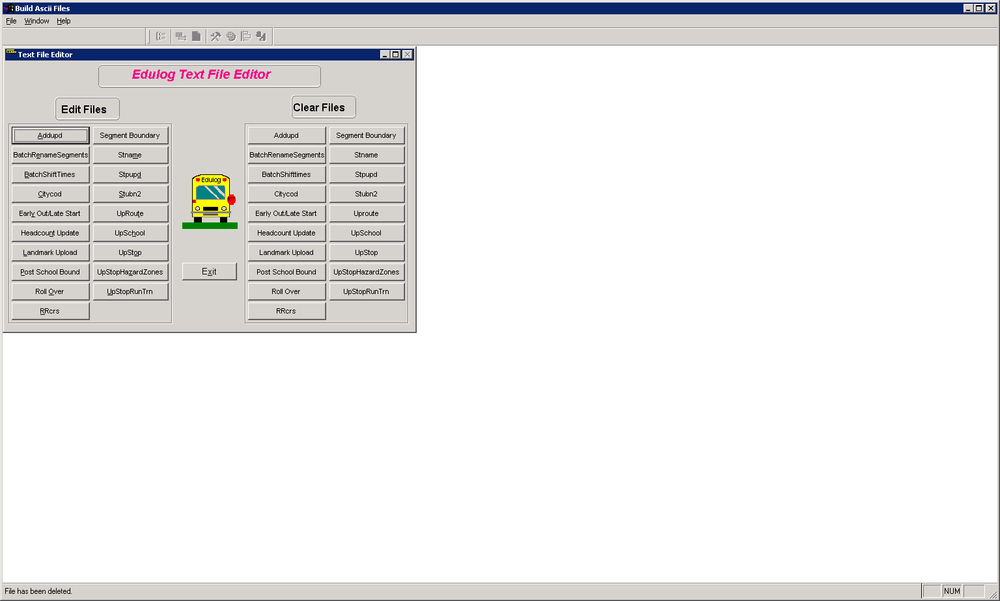 Build Ascii Files
File Window Help
Text File Editor
Edulog Text File Editor
Edit Files
Clear Files
Addupd Segment Boundary Addupd Segment Boundary
BatchRenameSegments Stname BatchRenameSegments Stname
BatchShiftTimes Stpupd BatchShifttimes Stpupd
Edulog
Citycod Stubn2 Citycod Stubn2
Early Out/Late Start UpRoute Early Out/Late Start Uproute
Headcount Update UpSchool Headcount Update UpSchool
Landmark Upload UpStop Landmark Upload UpStop
Post School Bound UpStopHazardZones Exit Post School Bound UpStopHazardZones
Roll Over UpStopRunTrn Roll Over UpStopRunTrn
RRcrs RRcrs
File has been deleted. NUM